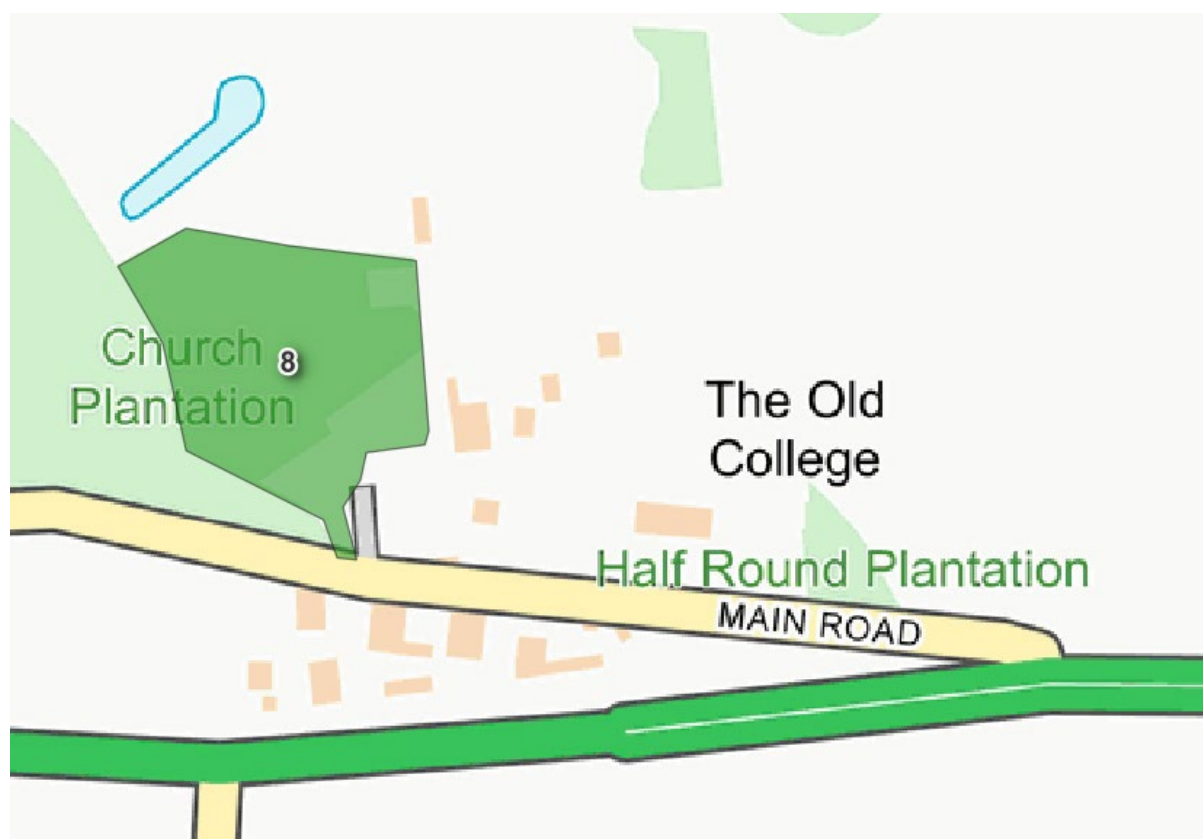 Church
Plantation
8
The Old
College
Half Round Plantation
MAIN ROAD